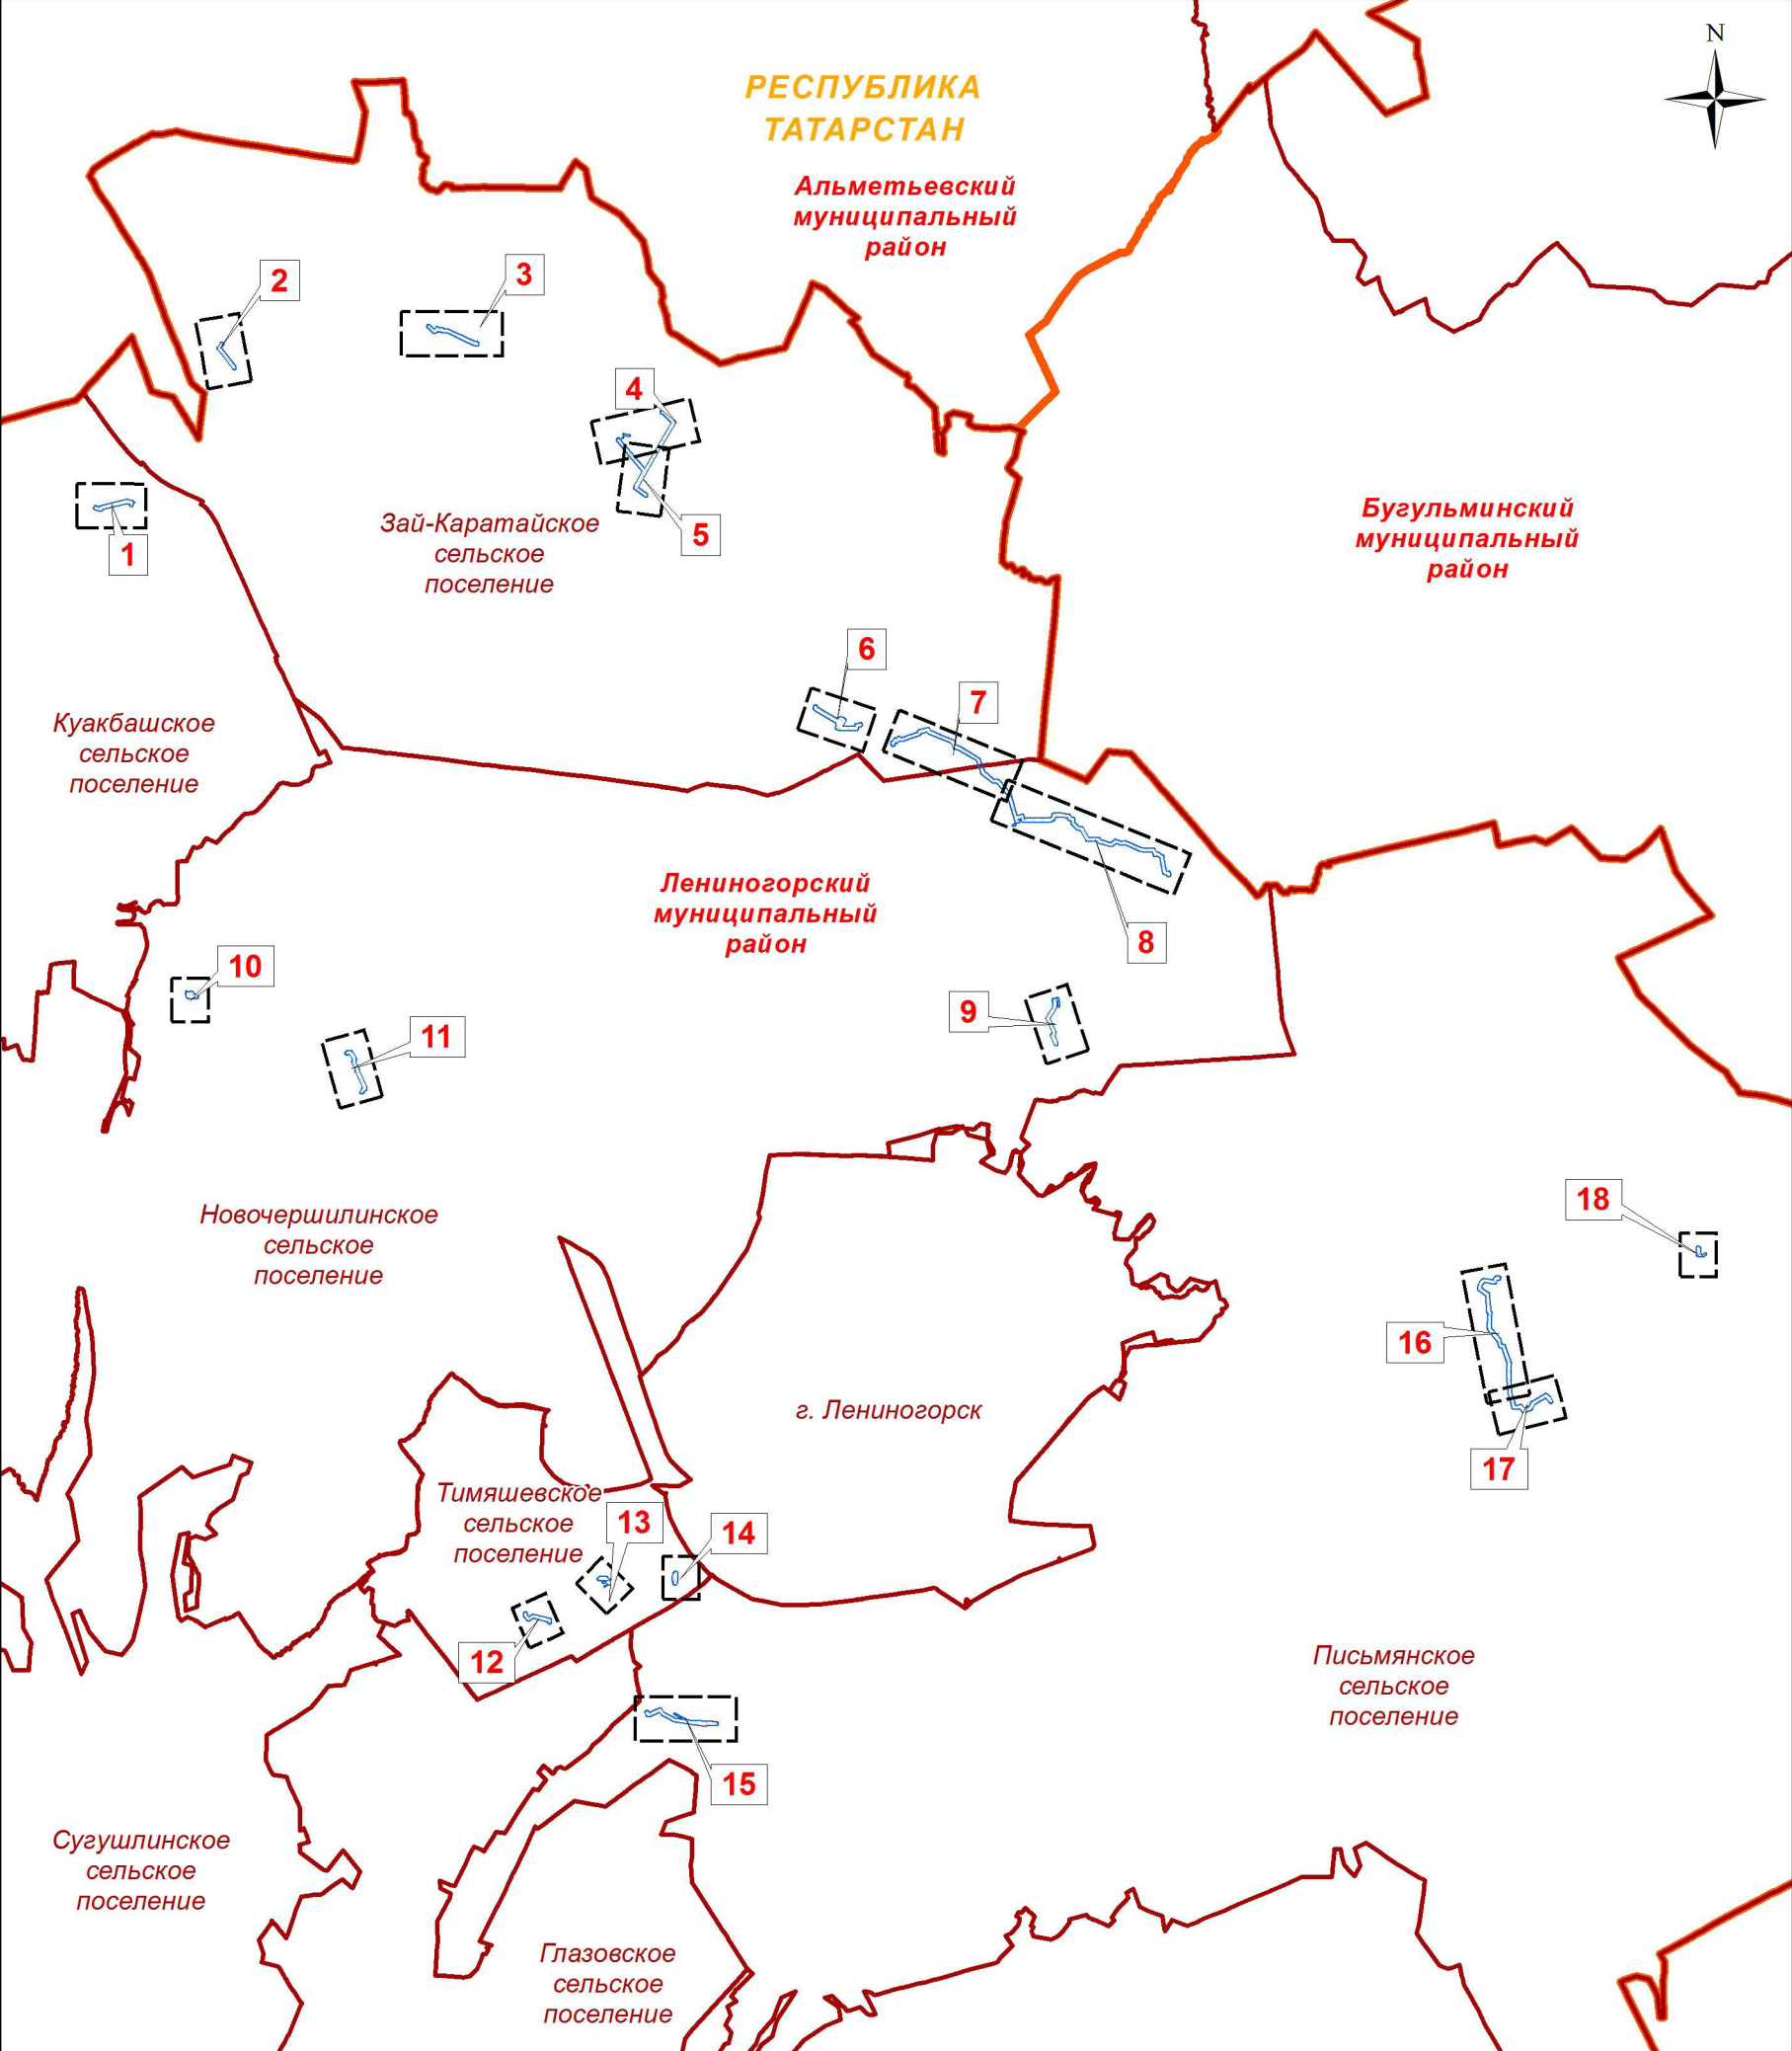 N
РЕСПУБЛИКА
ТАТАРСТАН
Альметьевский
муниципальный
район
2
3
4
5
1
Зай-Каратайское
сельское
поселение
Бугульминский
муниципальный
район
6
7
Куакбашское
сельское
поселение
Лениногорский
муниципальный
район
8
10
9
11
Новочершилинское
сельское
поселение
18
16
17
г. Лениногорск
Тимяшевское
сельское
поселение
13
14
12
15
Письмянское
сельское
поселение
Сугушлинское
сельское
поселение
Глазовское
сельское
поселение